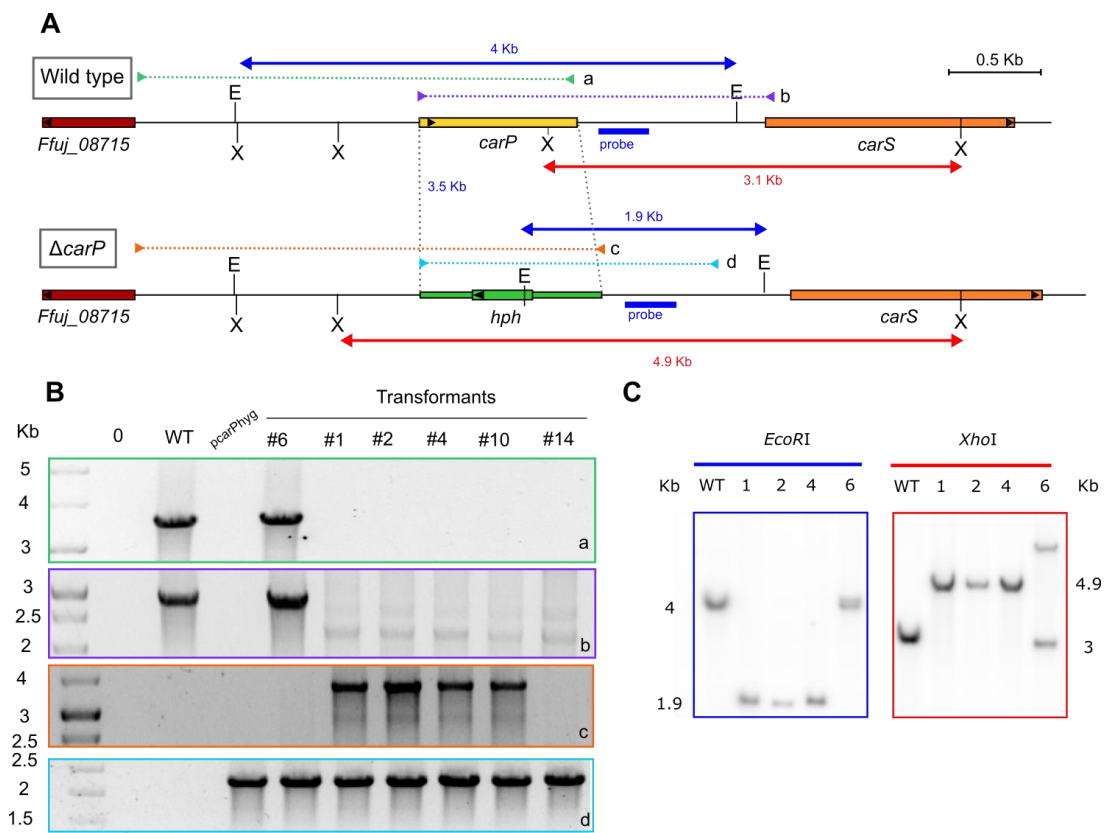 A
4 Kb
Wild type
a
0.5 Kb
E
b
E
Ffuj_08715
X
X
carP
X
probe
carS
X
3.5 Kb
3.1 Kb
1.9 Kb
ΔcarP
c
d
E
E
E
Ffuj_08715
X
X
hph
probe
carS
X
4.9 Kb
B
Transformants
Kb
0
WT
pcarPhyg
#6
#1
#2
#4
#10
#14
5
4
3
a
3
2.5
2
b
4
3
2.5
c
2.5
2
1.5
d
C
EcoRI
XhoI
Kb
WT
1
2
4
6
WT
1
2
4
6
Kb
4
1.9
4.9
3